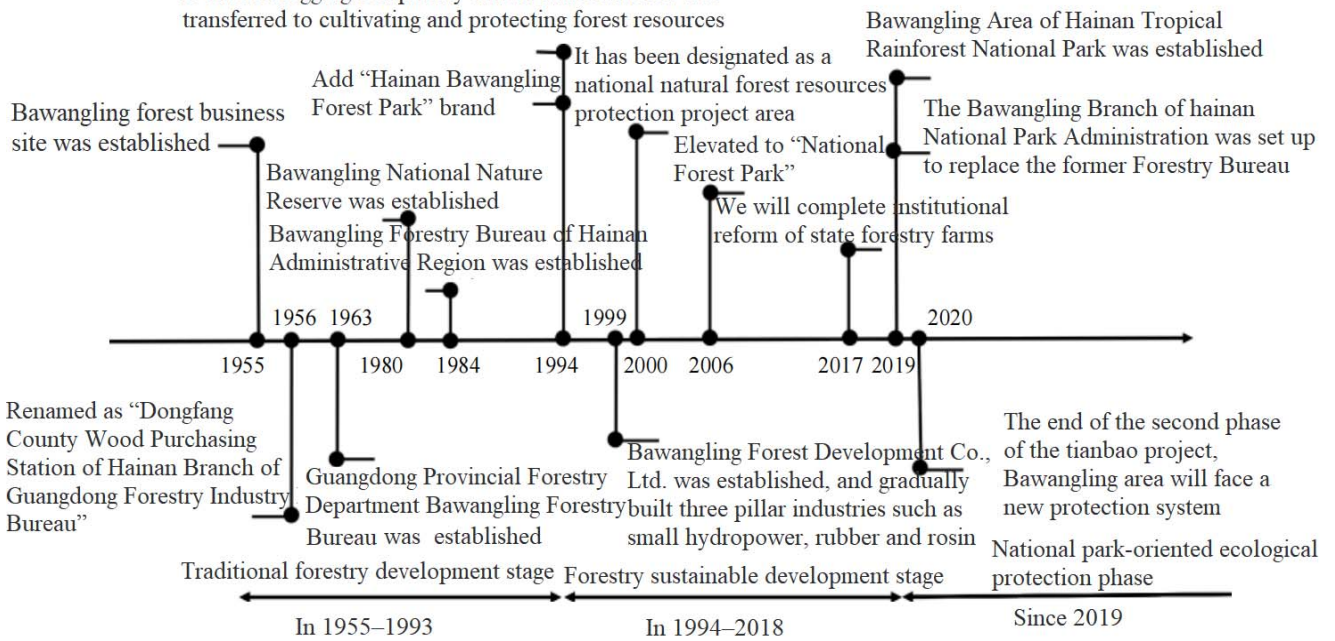 transferred to cultivating and protecting forest resources
Bawangling Area of Hainan Tropical
Rainforest National Park was established
It has been designated as a
national natural forest resources
protection project area
Add “Hainan Bawangling
Forest Park” brand
Bawangling forest business
site was established
The Bawangling Branch of hainan
National Park Administration was set up
to replace the former Forestry Bureau
Elevated to “National
Forest Park”
Bawangling National Nature
Reserve was established
We will complete institutional
reform of state forestry farms
Bawangling Forestry Bureau of Hainan
Administrative Region was established
1956
1963
1999
2020
1955
1980
1984
1994
2000
2006
2017
2019
Renamed as “Dongfang
County Wood Purchasing
Station of Hainan Branch of
Guangdong Forestry Industry
Bureau”
Guangdong Provincial Forestry
Department Bawangling Forestry
Bureau was established
Bawangling Forest Development Co.,
Ltd. was established, and gradually
built three pillar industries such as
small hydropower, rubber and rosin
The end of the second phase
of the tianbao project,
Bawangling area will face a
new protection system
Traditional forestry development stage
Forestry sustainable development stage
National park-oriented ecological
protection phase
In 1955–1993
In 1994–2018
Since 2019